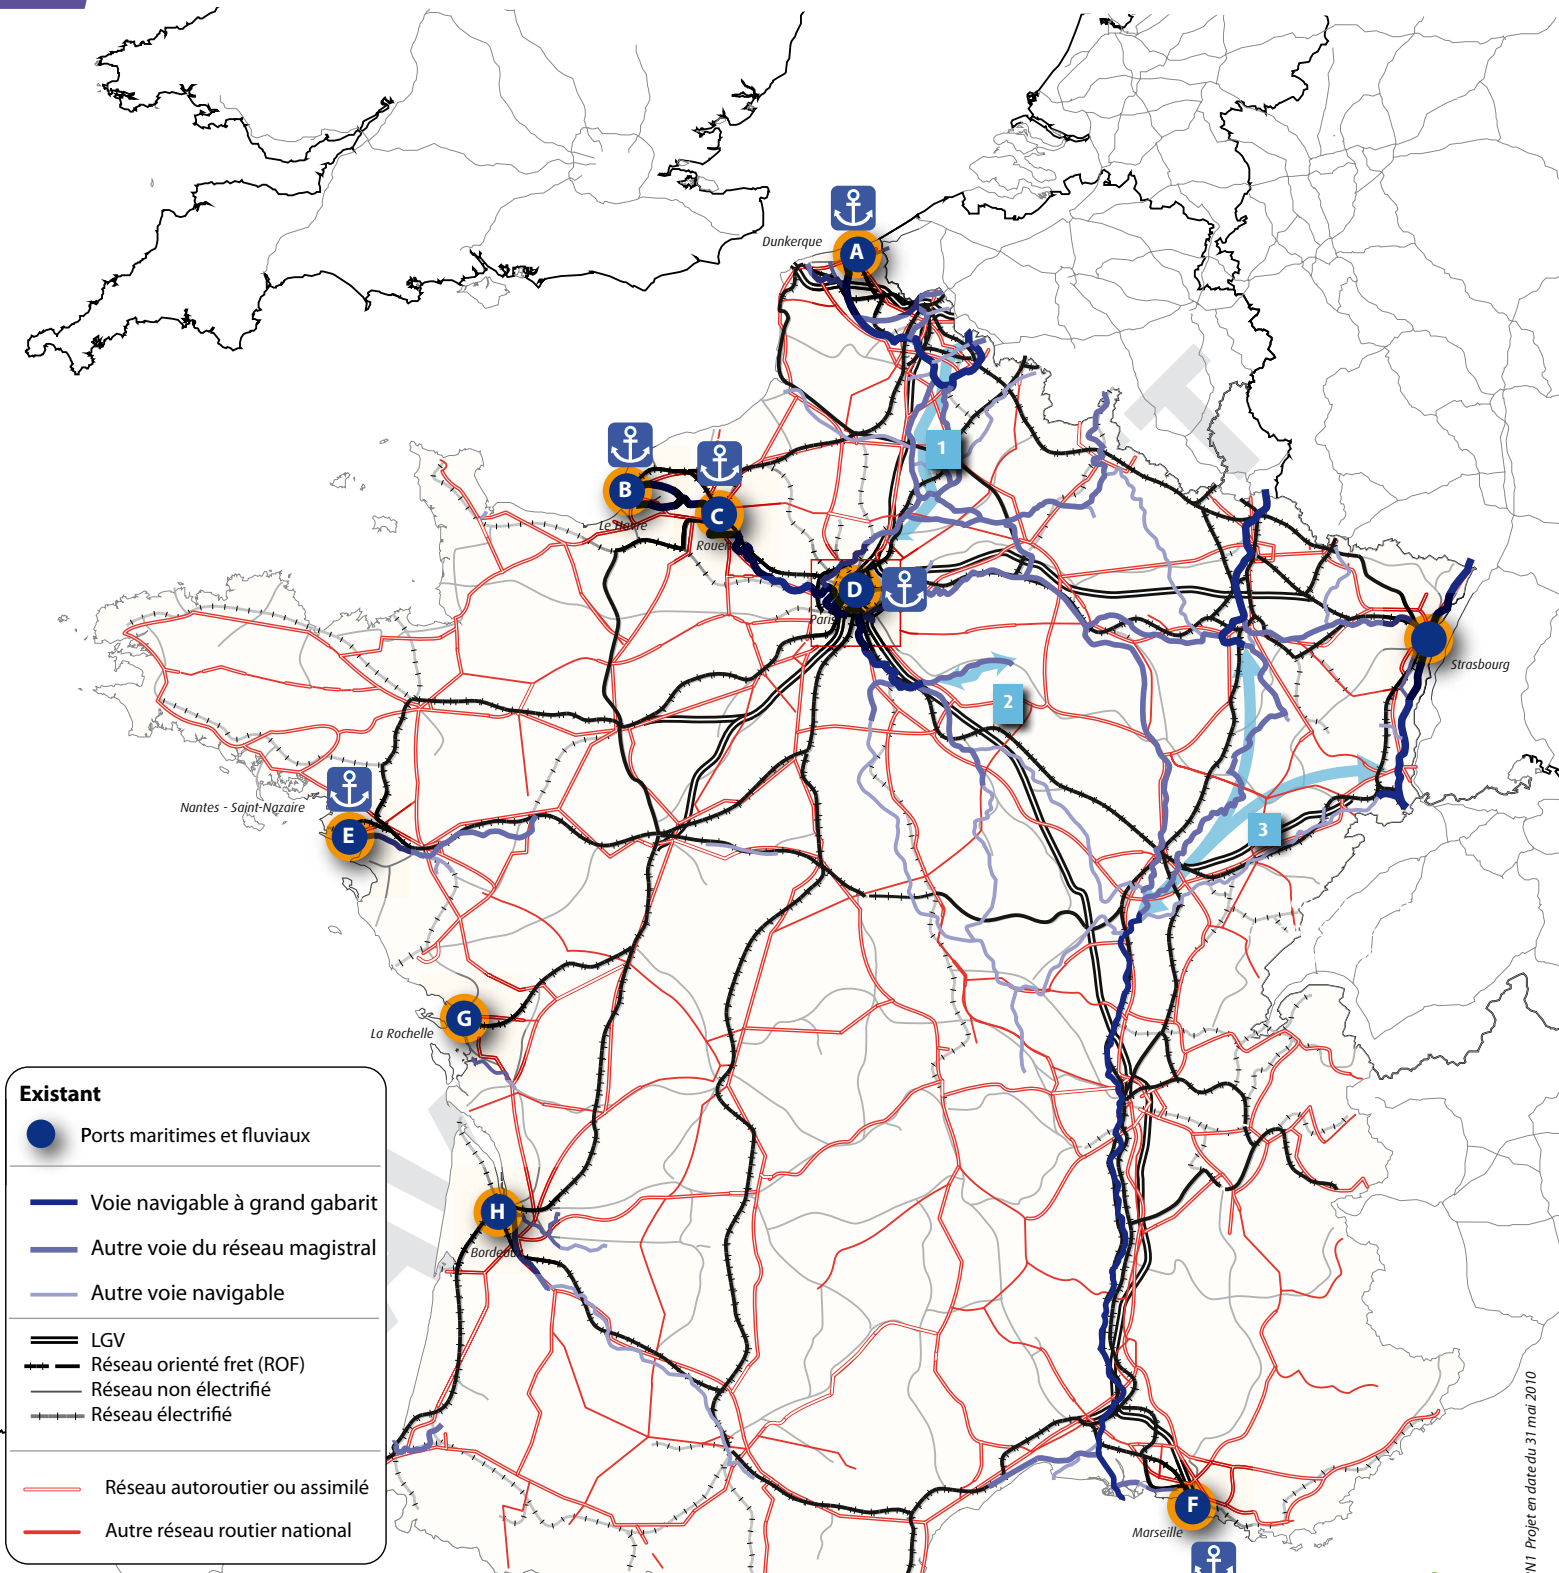 Dunkerque
A
1
B
Le Havre
C
Rouen
D
Paris
Strasbourg
2
Nantes - Saint-Nazaire
E
3
G
La Rochelle
H
Bordeaux
F
Marseille
Existant
Ports maritimes et fluviaux
Voie navigable à grand gabarit
Autre voie du réseau magistral
Autre voie navigable
LGV
Réseau orienté fret (ROF)
Réseau non électrifié
Réseau électrifié
Réseau autoroutier ou assimilé
Autre réseau routier national
Projet en date du 31 mai 2010